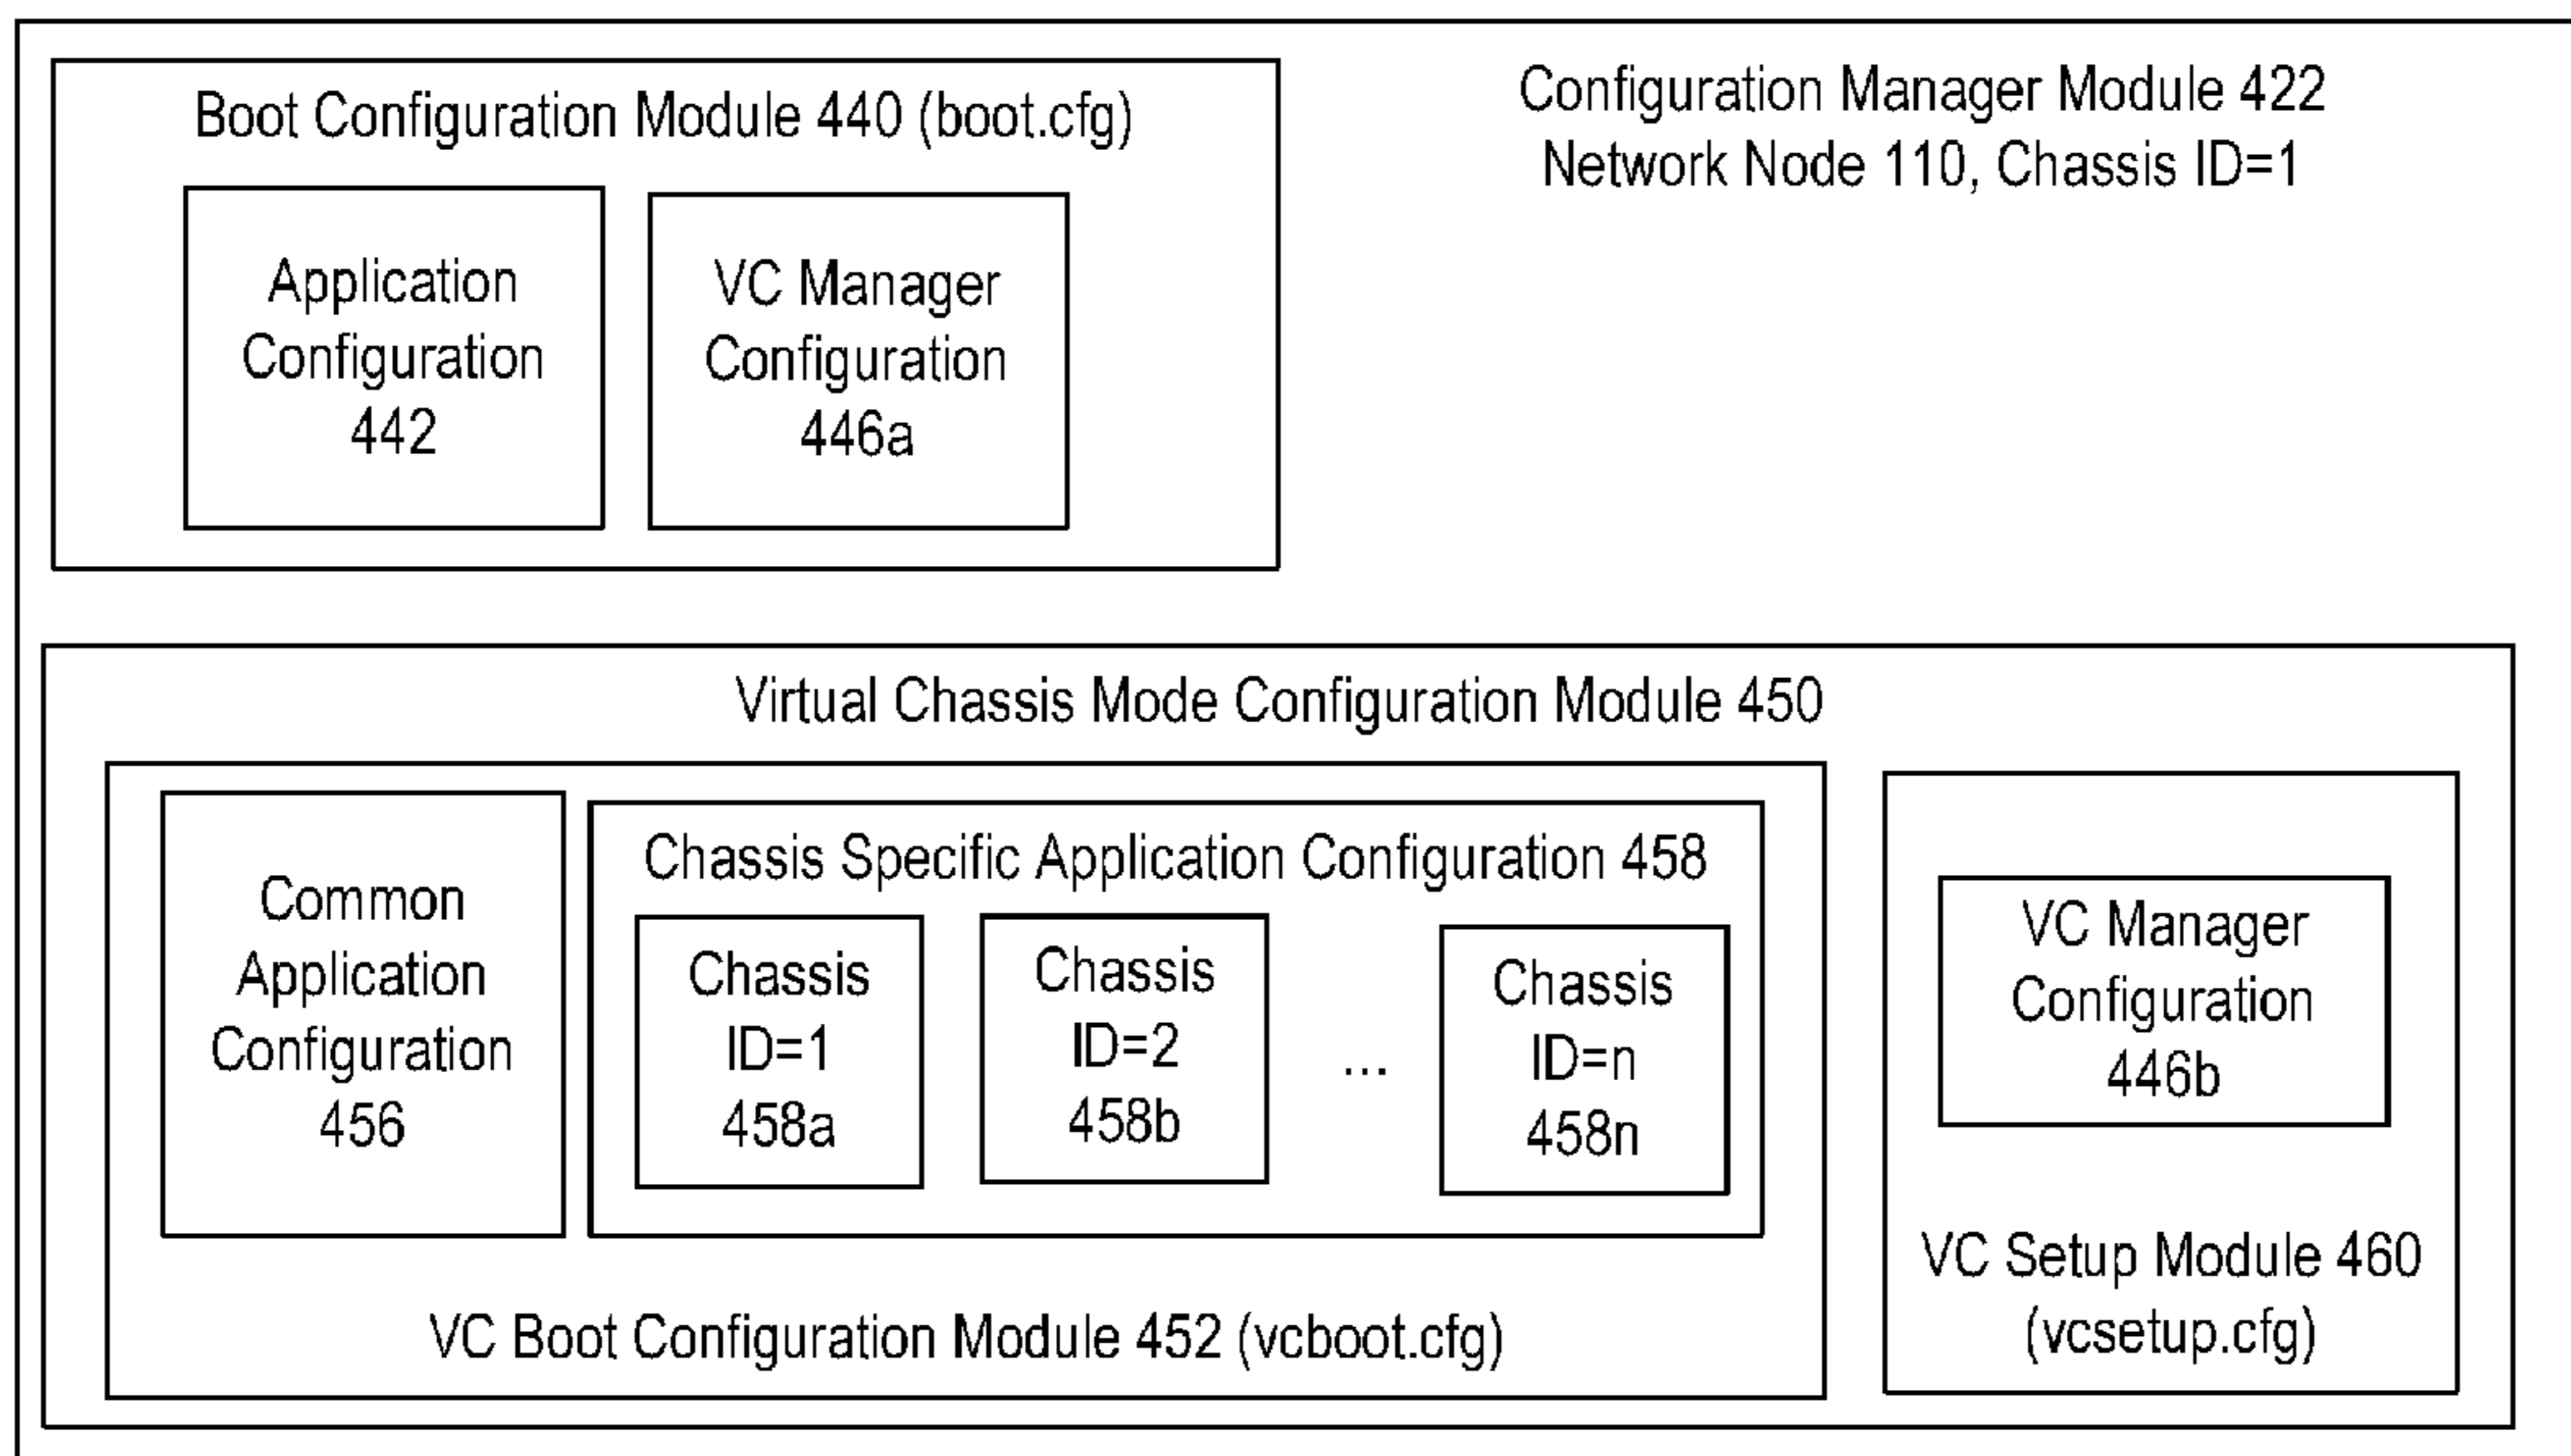 Boot Configuration Module 440 (boot.cfg)
Application
Configuration
442
VC Manager
Configuration
446a
Configuration Manager Module 422
Network Node 110, Chassis ID=1
Virtual Chassis Mode Configuration Module 450
Common
Application
Configuration
456
Chassis Specific Application Configuration 458
Chassis
ID=1
458a
Chassis
ID=2
458b
...
Chassis
ID=n
458n
VC Boot Configuration Module 452 (vcboot.cfg)
VC Manager
Configuration
446b
VC Setup Module 460
(vcsetup.cfg)